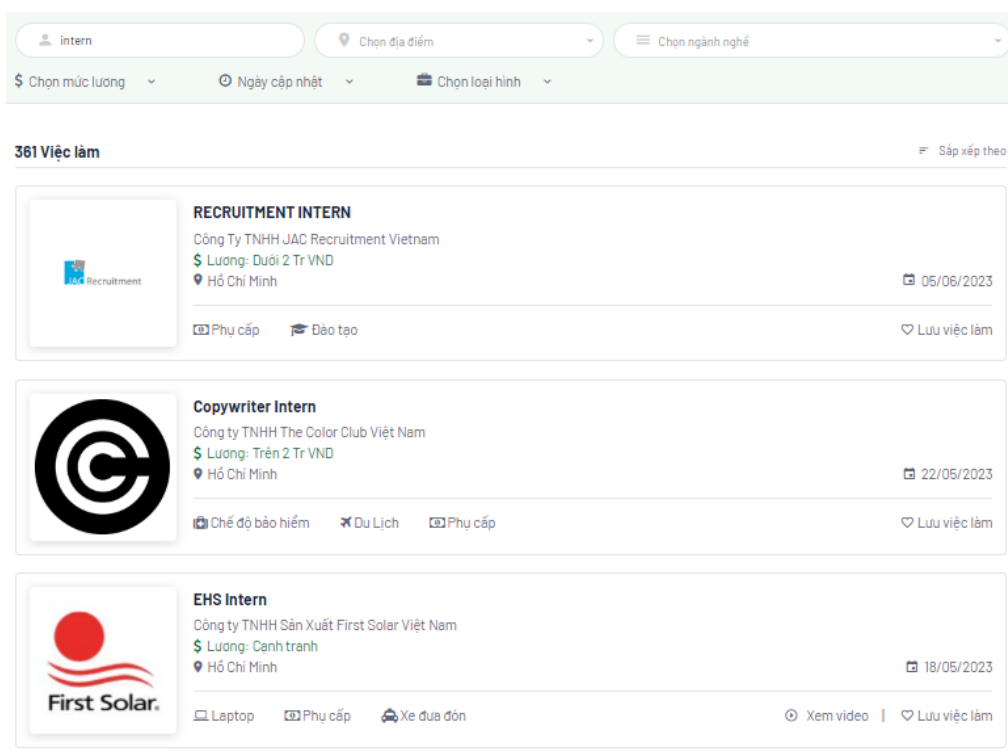 intern
Chọn địa điểm
Chọn ngành nghề
$ Chọn mức lương
Ngày cập nhật
Chọn loại hình
361 Việc làm
Sắp xếp theo
RECRUITMENT INTERN
Công Ty TNHH JAC Recruitment Vietnam
$ Lương: Dưới 2 Tr VND
Hồ Chí Minh
05/06/2023
JAC Recruitment
Phụ cấp
Đào tạo
Lưu việc làm
Copywriter Intern
Công ty TNHH The Color Club Việt Nam
$ Lương: Trên 2 Tr VND
Hồ Chí Minh
22/05/2023
Chế độ bảo hiểm
Du Lịch
Phụ cấp
Lưu việc làm
EHS Intern
Công ty TNHH Sản Xuất First Solar Việt Nam
$ Lương: Cạnh tranh
Hồ Chí Minh
18/05/2023
First Solar.
Laptop
Phụ cấp
Xe đưa đón
Xem video | Lưu việc làm